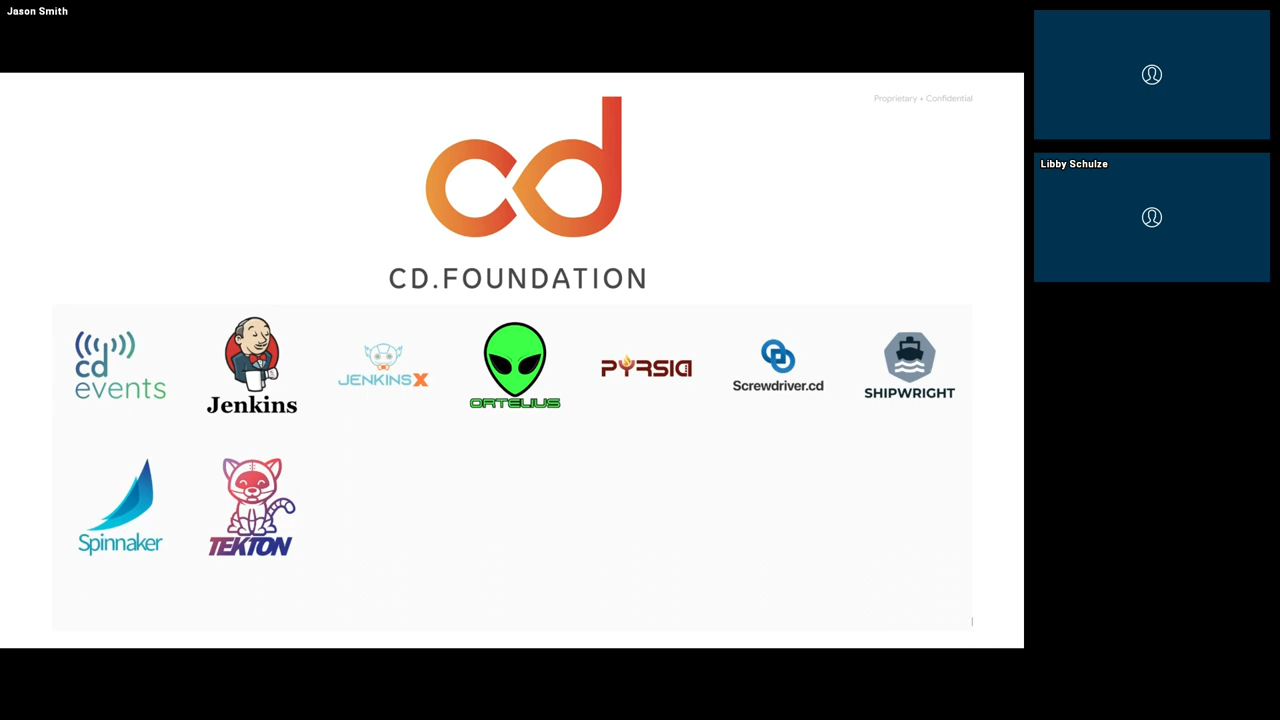 Jason Smith
Proprietary + Confidential
Libby Schulze
cd
CD.FOUNDATION
cd
events
Jenkins
JENKINS X
ORTELIUS
PYRSIA
Screwdriver.cd
SHIPWRIGHT
Spinnaker
TEKTON